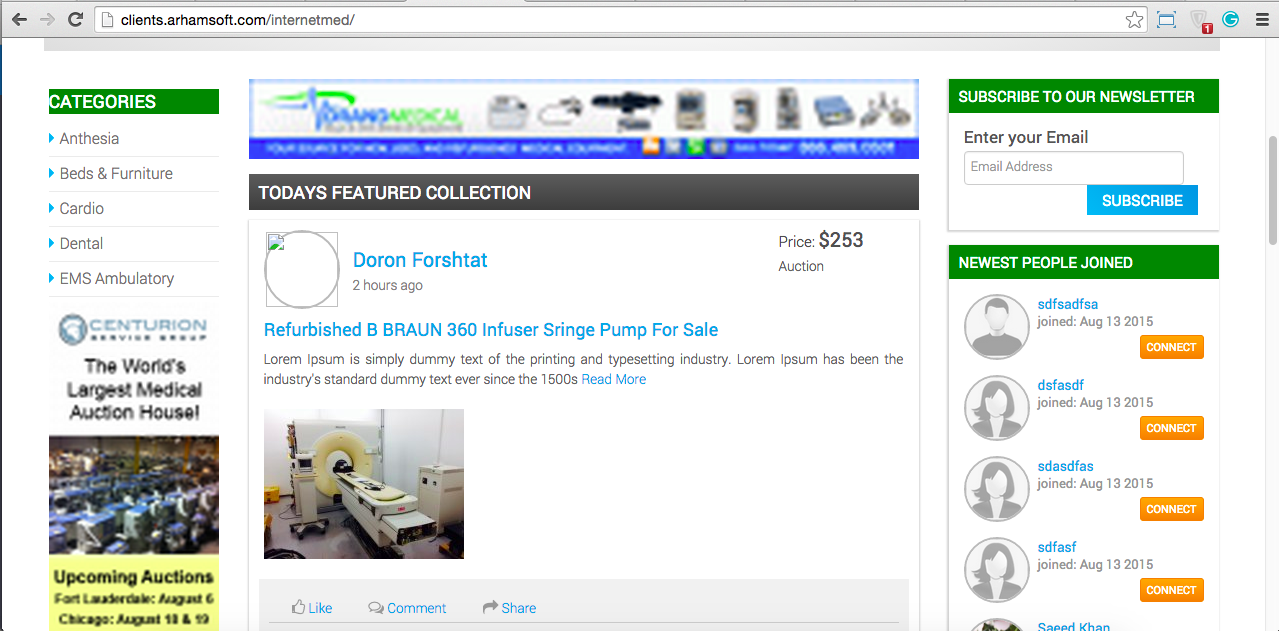 clients.arhamsoft.com/internetmed/
1
CATEGORIES
Anthesia
Beds & Furniture
Cardio
Dental
EMS Ambulatory
CENTURION
SERVICE GROUP
The World's
Largest Medical
Auction House!
Upcoming Auctions
Fort Lauderdale: August 6
Chicago: August 18 & 19
MEDICAL
YOUR SOURCE FOR NEW, USED, AND REFURBISHED MEDICAL EQUIPMENT
TODAYS FEATURED COLLECTION
Doron Forshtat
2 hours ago
Price: $253
Auction
Refurbished B BRAUN 360 Infuser Sringe Pump For Sale
Lorem Ipsum is simply dummy text of the printing and typesetting industry. Lorem Ipsum has been the
industry's standard dummy text ever since the 1500s Read More
Like Comment Share
SUBSCRIBE TO OUR NEWSLETTER
Enter your Email
Email Address
SUBSCRIBE
NEWEST PEOPLE JOINED
sdfsadfsa
joined: Aug 13 2015
CONNECT
dsfasdf
joined: Aug 13 2015
CONNECT
sdasdfas
joined: Aug 13 2015
CONNECT
sdfasf
joined: Aug 13 2015
CONNECT
Saeed Khan